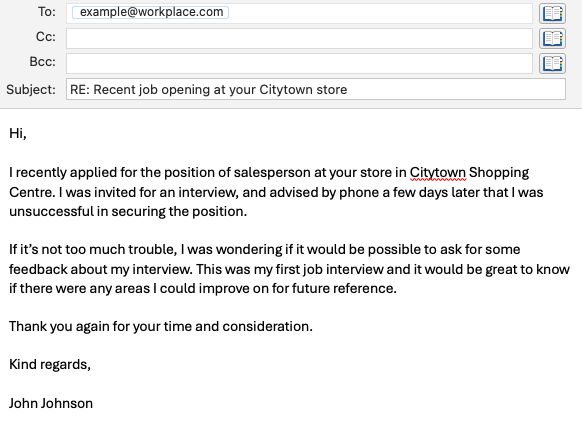 To: example@workplace.com
Cc:
Bcc:
Subject: RE: Recent job opening at your Citytown store
Hi,
I recently applied for the position of salesperson at your store in Citytown Shopping
Centre. I was invited for an interview, and advised by phone a few days later that I was
unsuccessful in securing the position.
If it’s not too much trouble, I was wondering if it would be possible to ask for some
feedback about my interview. This was my first job interview and it would be great to know
if there were any areas I could improve on for future reference.
Thank you again for your time and consideration.
Kind regards,
John Johnson